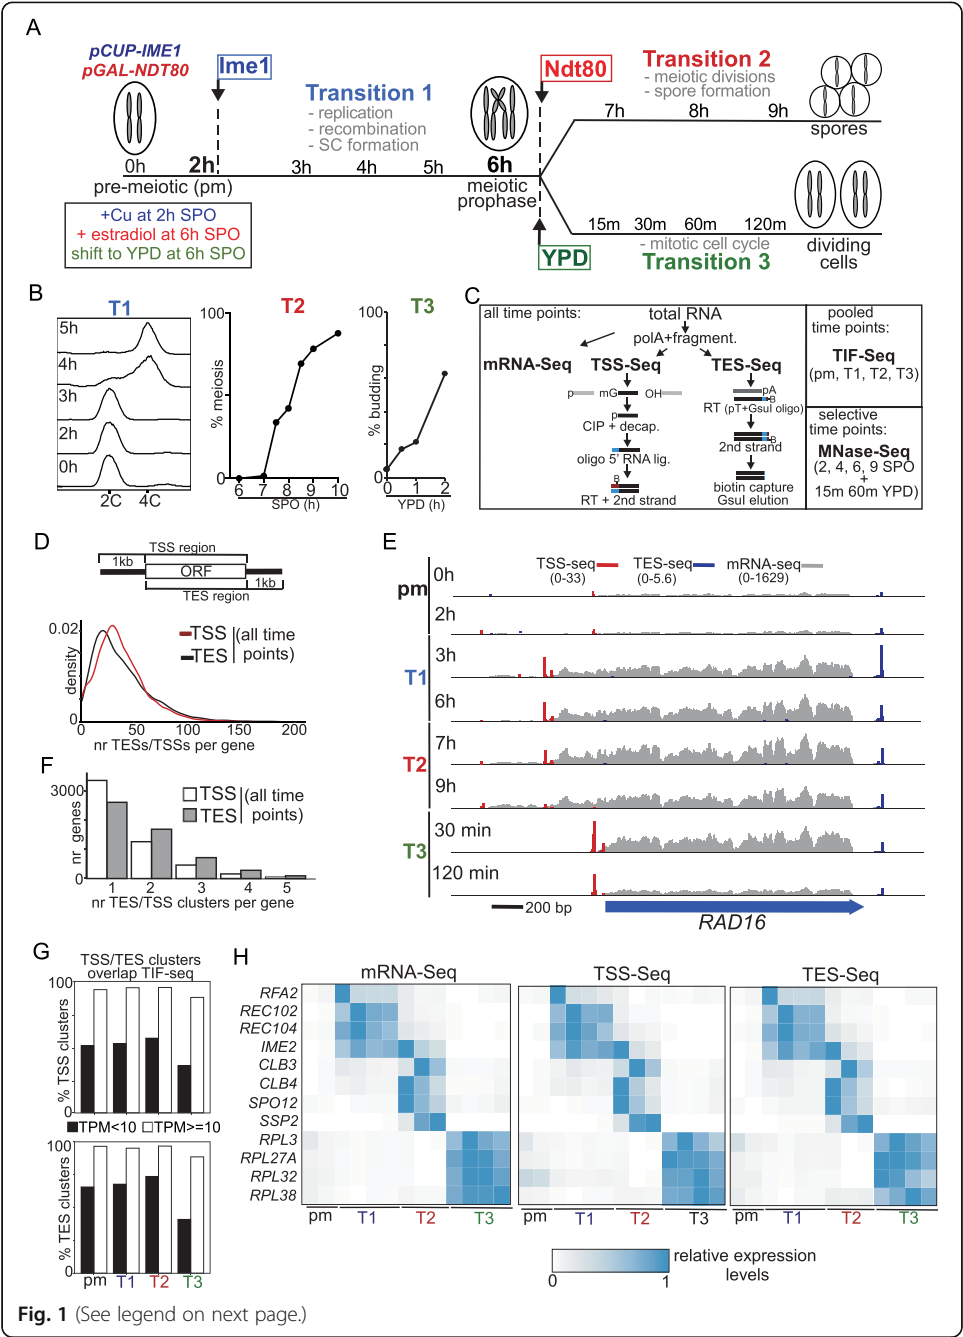 A
pCUP-IME1
pGAL-NDT80
Ime1
Transition 1
- replication
- recombination
- SC formation
Ndt80
Transition 2
- meiotic divisions
- spore formation
7h 8h 9h
spores
0h 2h 3h 4h 5h 6h
pre-meiotic (pm)
meiotic
prophase
+Cu at 2h SPO
+ estradiol at 6h SPO
shift to YPD at 6h SPO
YPD
15m 30m 60m 120m
- mitotic cell cycle
Transition 3
dividing
cells
B
T1
5h
4h
3h
2h
0h
2C 4C
T2
% meiosis
100
0
6 7 8 9 10
SPO (h)
T3
% budding
100
0
0 1 2
YPD (h)
C
all time points:
total RNA
polA+fragment.
mRNA-Seq TSS-Seq TES-Seq
p mG OH
p
CIP + decap.
oligo 5' RNA lig.
B
RT + 2nd strand
pA
B
RT (pT+GsuI oligo)
B
2nd strand
biotin capture
GsuI elution
pooled
time points:
TIF-Seq
(pm, T1, T2, T3)
selective
time points:
MNase-Seq
(2, 4, 6, 9 SPO
+
15m 60m YPD)
D
TSS region
1kb
ORF
1kb
TES region
0.02
density
0
TSS
TES
(all time
points)
0 50 100 150 200
nr TESs/TSSs per gene
E
TSS-seq
(0-33)
TES-seq
(0-5.6)
mRNA-seq
(0-1629)
pm
0h
2h
T1
3h
6h
T2
7h
9h
T3
30 min
120 min
200 bp
RAD16
F
3000
nr genes
0
TSS
TES
(all time
points)
1 2 3 4 5
nr TES/TSS clusters per gene
G
TSS/TES clusters
overlap TIF-seq
100
% TSS clusters
0
TPM<10 TPM>=10
100
% TES clusters
0
pm T1 T2 T3
H
mRNA-Seq TSS-Seq TES-Seq
RFA2
REC102
REC104
IME2
CLB3
CLB4
SPO12
SSP2
RPL3
RPL27A
RPL32
RPL38
pm T1 T2 T3 pm T1 T2 T3 pm T1 T2 T3
0 1
relative expression
levels
Fig. 1 (See legend on next page.)